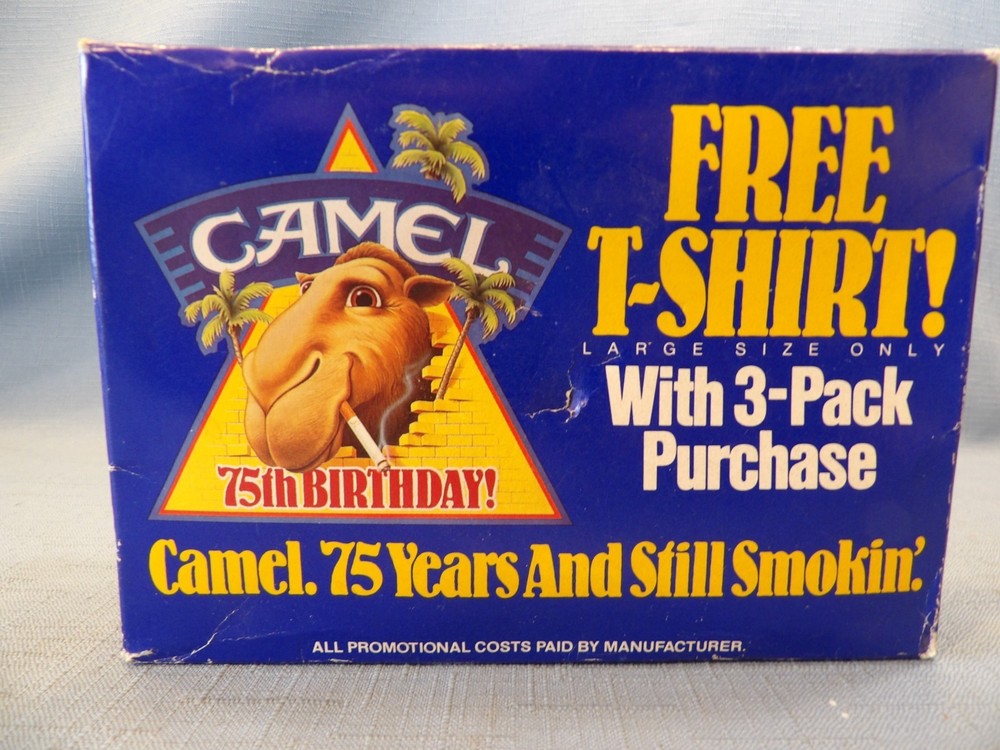 CAMEL
75th BIRTHDAY!
FREE
T-SHIRT!
LARGE SIZE ONLY
With 3-Pack
Purchase
Camel. 75 Years And Still Smokin'.
ALL PROMOTIONAL COSTS PAID BY MANUFACTURER.